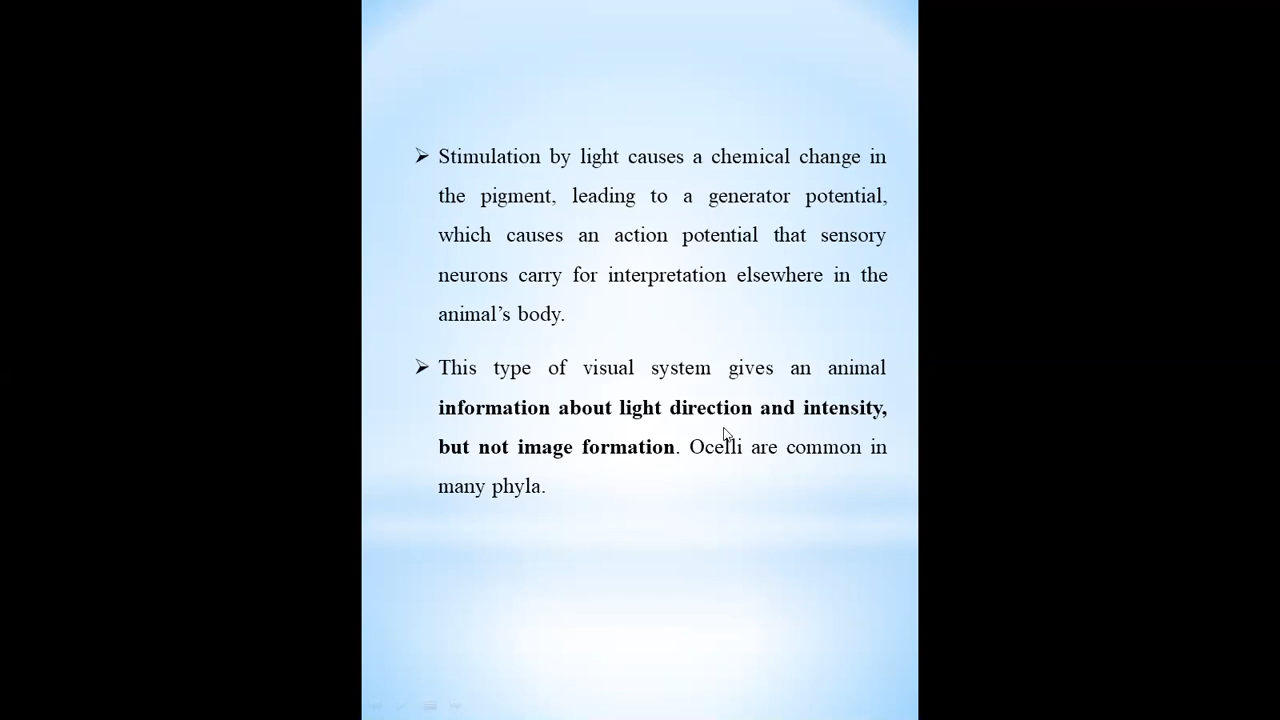 ➢ Stimulation by light causes a chemical change in
the pigment, leading to a generator potential,
which causes an action potential that sensory
neurons carry for interpretation elsewhere in the
animal’s body.
➢ This type of visual system gives an animal
information about light direction and intensity,
but not image formation. Ocelli are common in
many phyla.